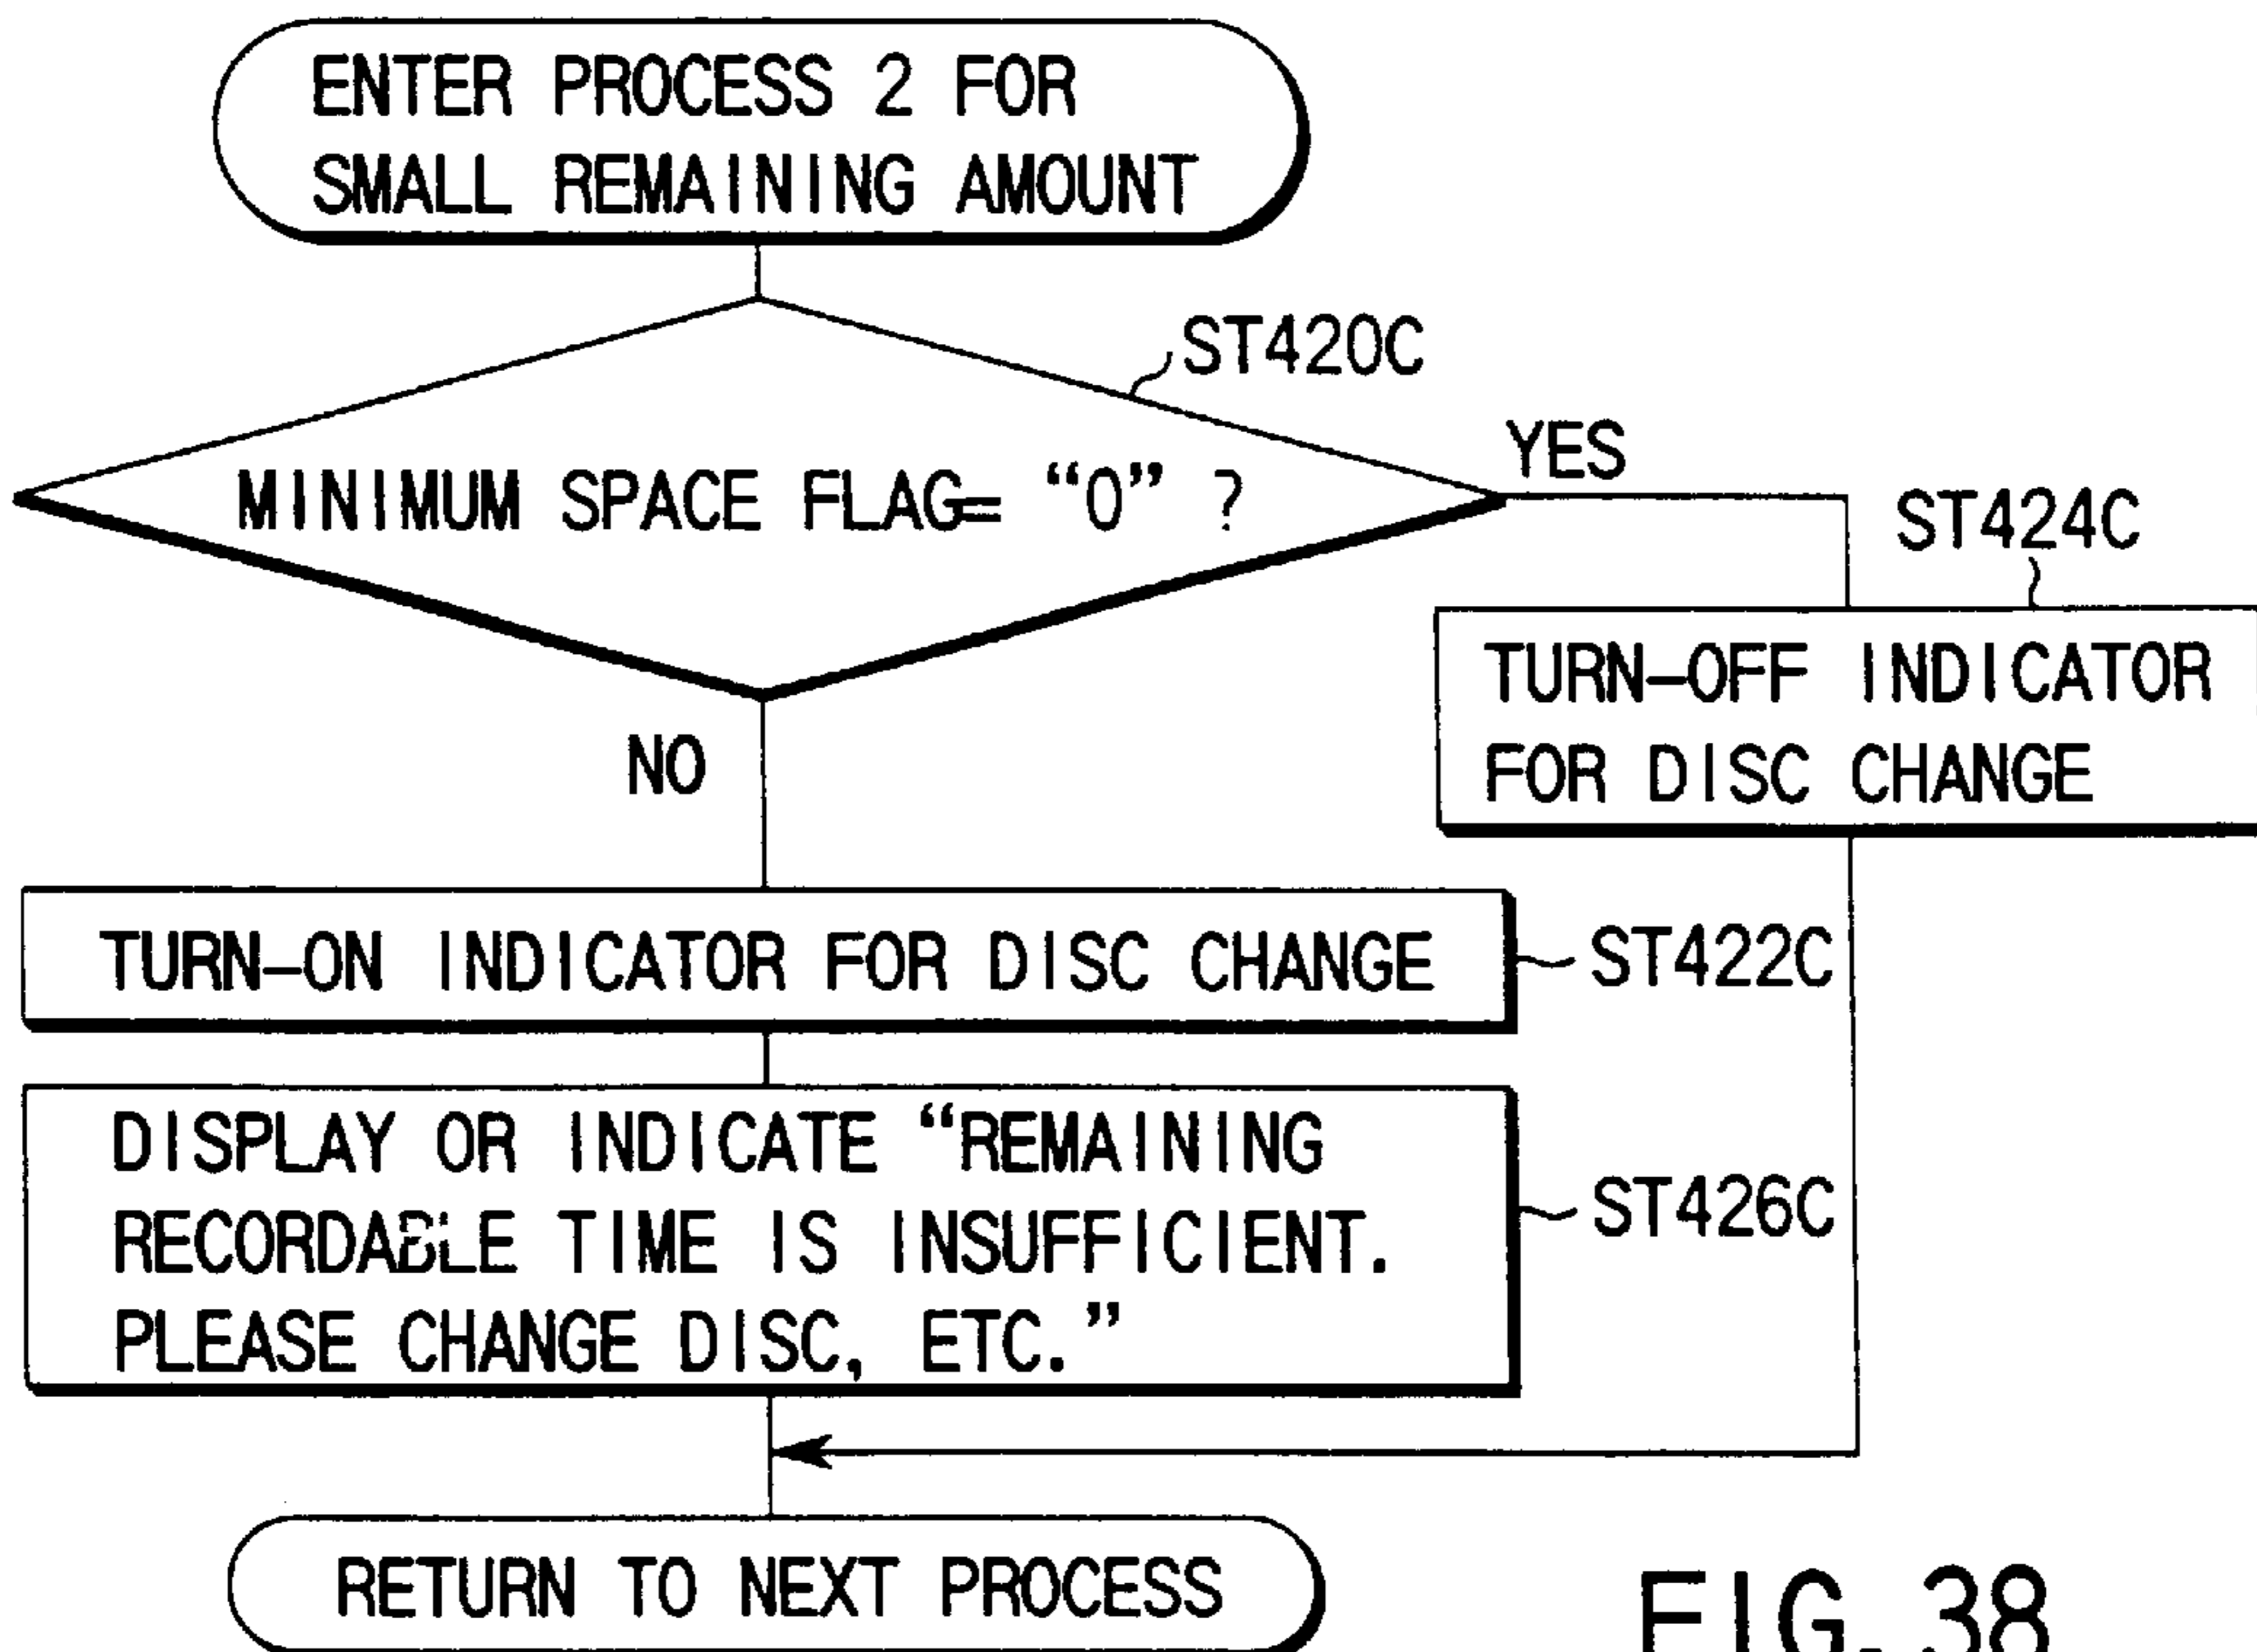 ENTER PROCESS 2 FOR
SMALL REMAINING AMOUNT
ST420C
MINIMUM SPACE FLAG= “0” ?
YES
ST424C
TURN-OFF INDICATOR
FOR DISC CHANGE
NO
TURN-ON INDICATOR FOR DISC CHANGE
ST422C
DISPLAY OR INDICATE “REMAINING
RECORDABLE TIME IS INSUFFICIENT.
PLEASE CHANGE DISC, ETC.”
ST426C
RETURN TO NEXT PROCESS
FIG. 38